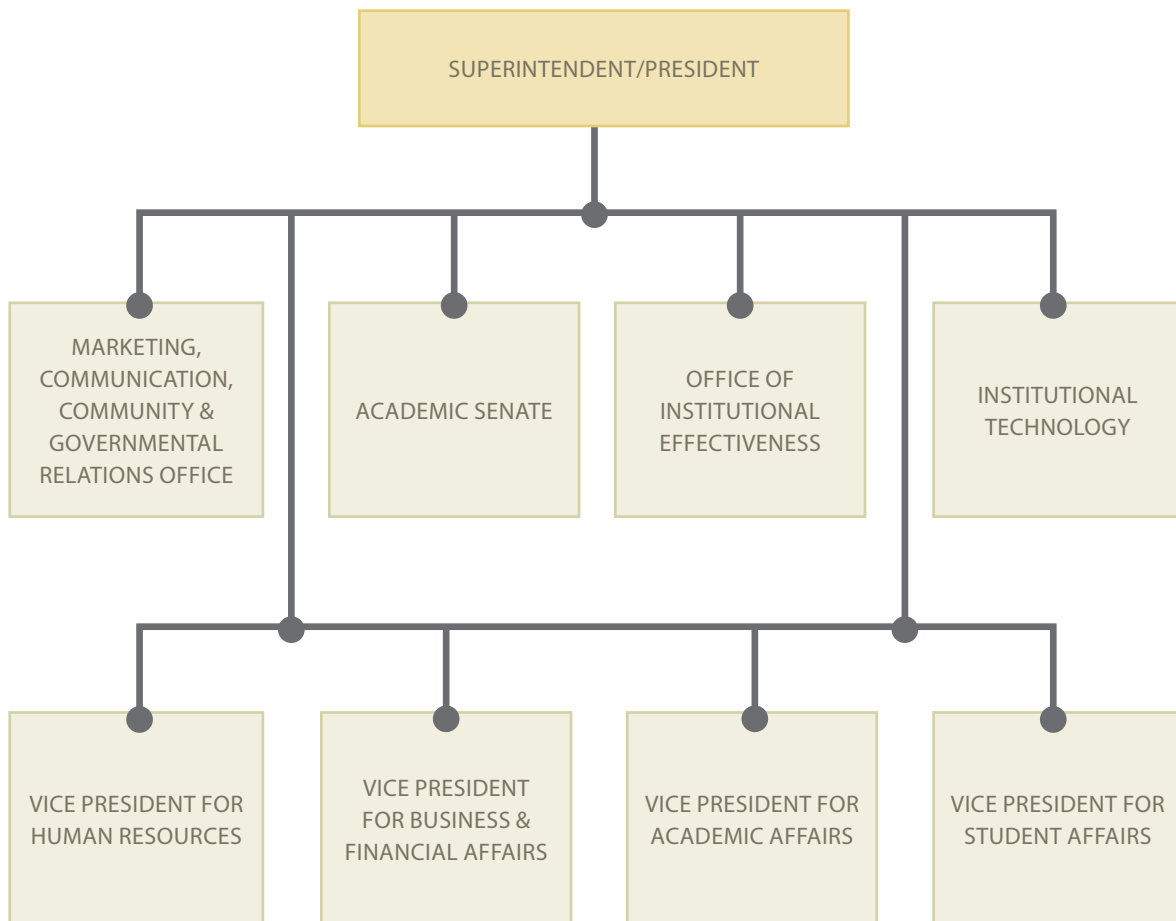 SUPERINTENDENT/PRESIDENT
MARKETING,
COMMUNICATION,
COMMUNITY &
GOVERNMENTAL
RELATIONS OFFICE
ACADEMIC SENATE
OFFICE OF
INSTITUTIONAL
EFFECTIVENESS
INSTITUTIONAL
TECHNOLOGY
VICE PRESIDENT FOR
HUMAN RESOURCES
VICE PRESIDENT
FOR BUSINESS &
FINANCIAL AFFAIRS
VICE PRESIDENT FOR
ACADEMIC AFFAIRS
VICE PRESIDENT FOR
STUDENT AFFAIRS